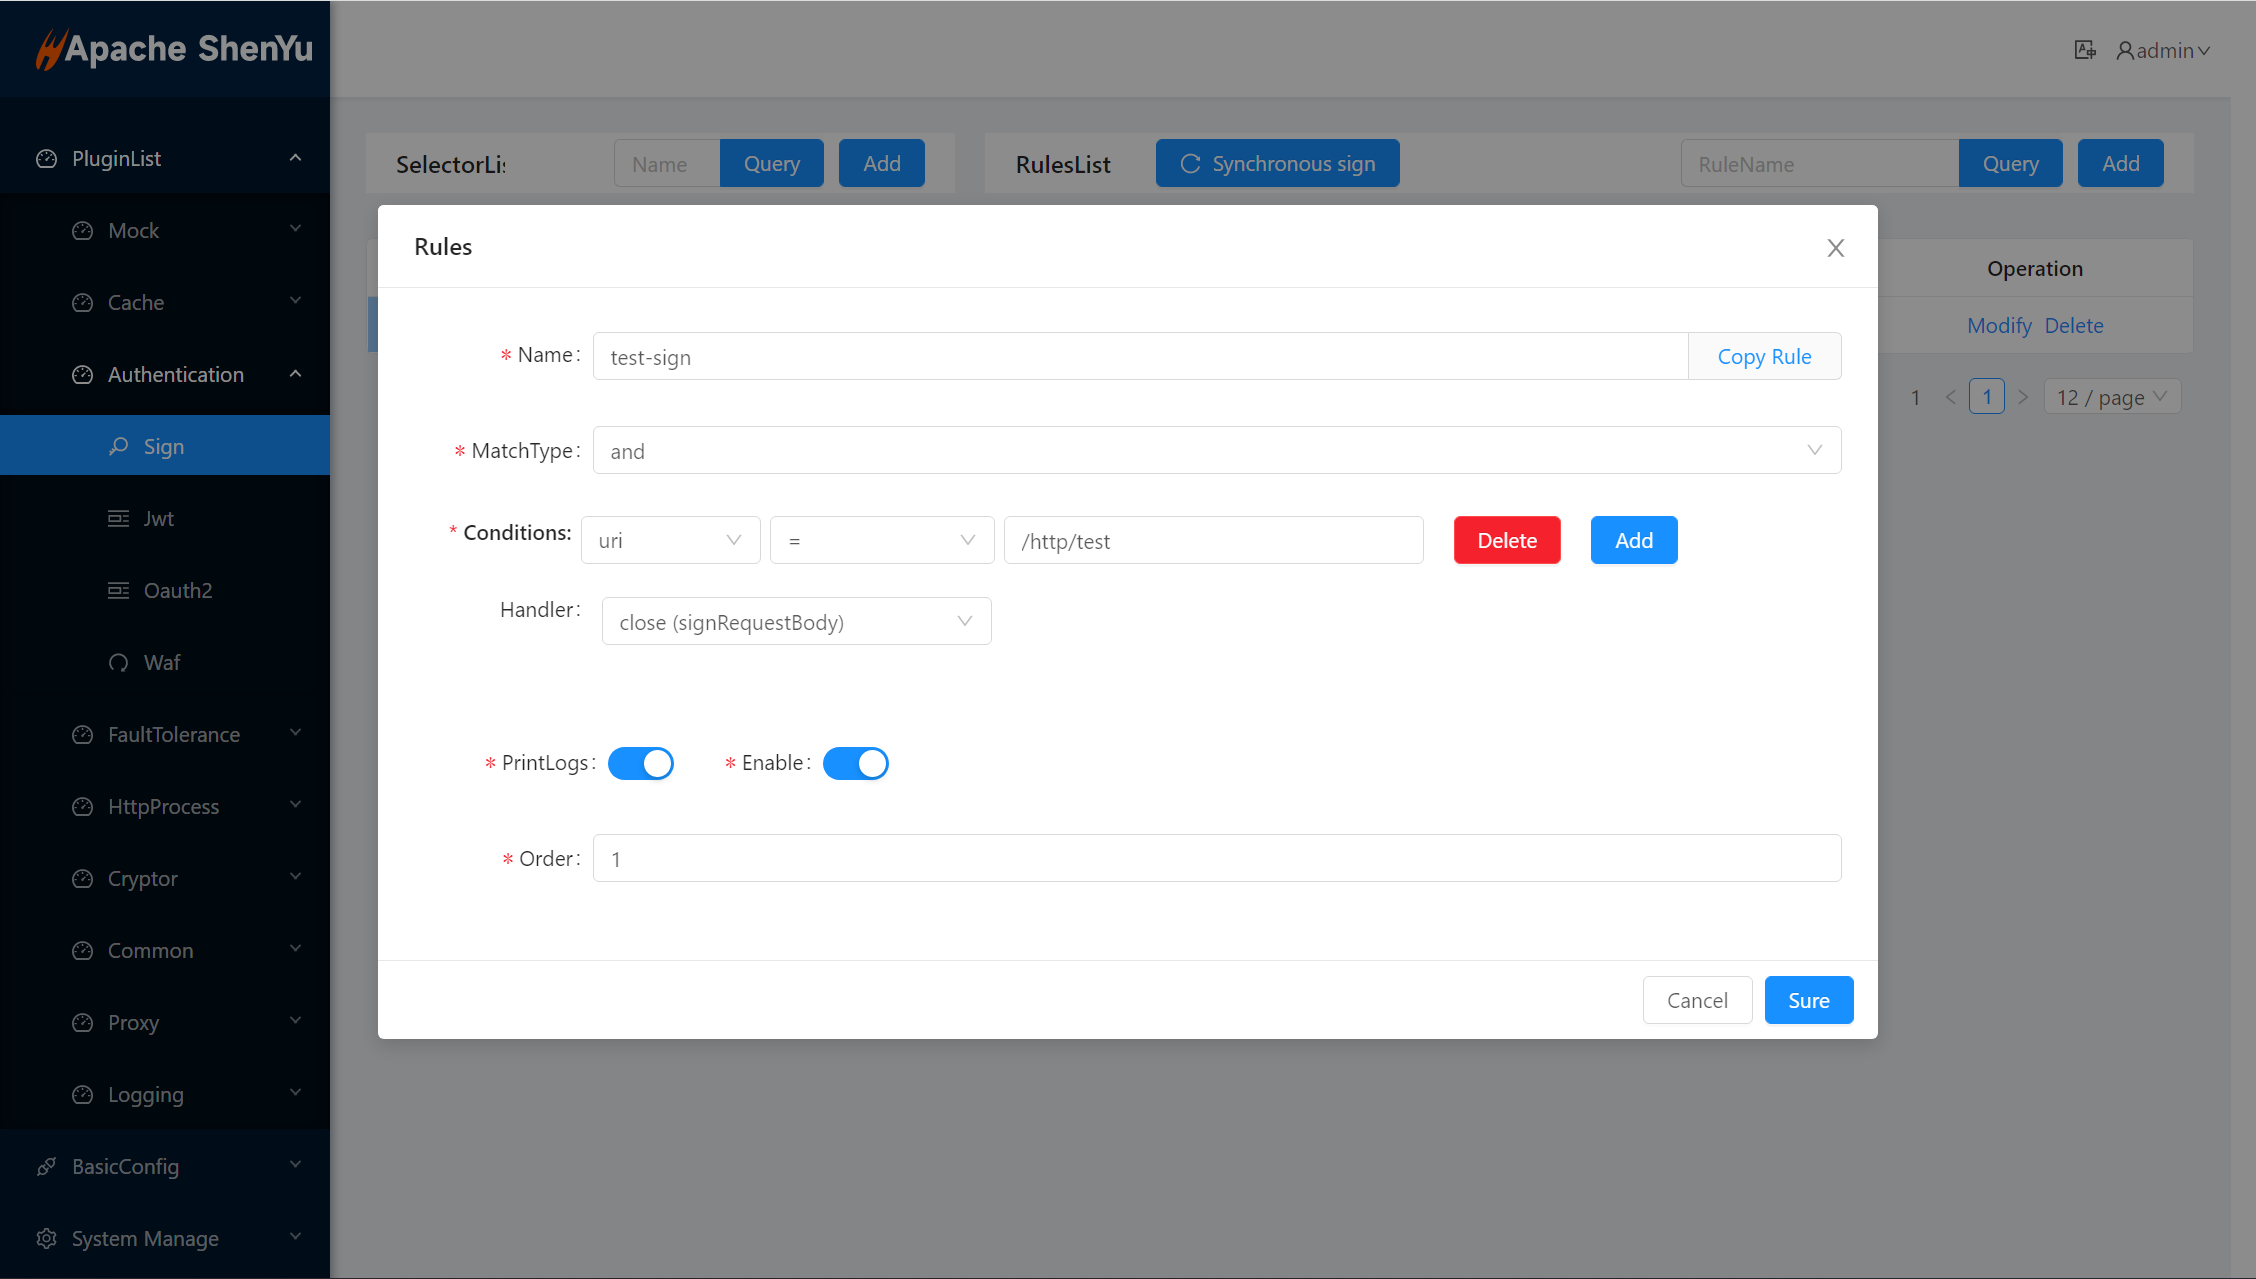 Apache ShenYu
admin
PluginList
Mock
Cache
Authentication
Sign
Jwt
Oauth2
Waf
FaultTolerance
HttpProcess
Cryptor
Common
Proxy
Logging
BasicConfig
System Manage
SelectorLis
Name
Query
Add
RulesList
Synchronous sign
RuleName
Query
Add
Operation
Modify Delete
1 < 1 > 12 / page
Rules
* Name: test-sign Copy Rule
* MatchType: and
* Conditions: uri = /http/test Delete Add
Handler: close (signRequestBody)
* PrintLogs: * Enable:
* Order: 1
Cancel Sure